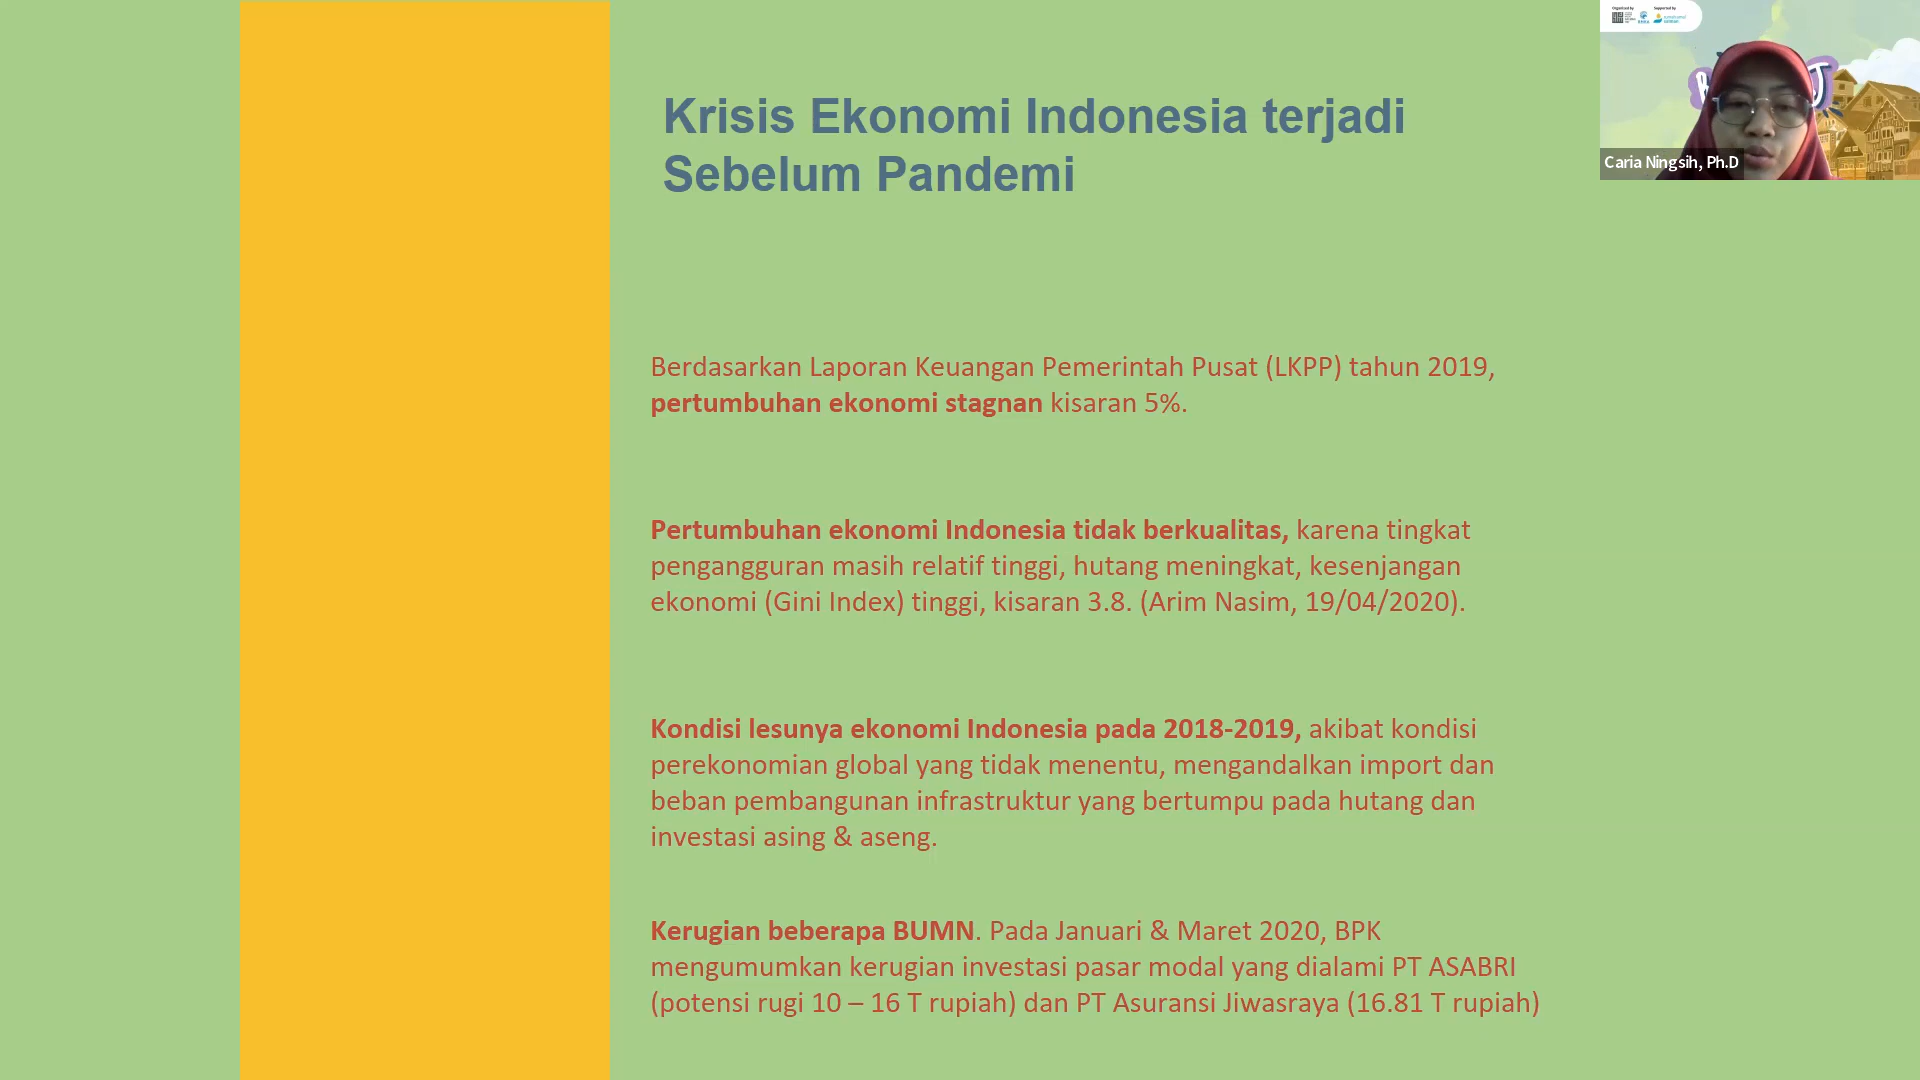 Krisis Ekonomi Indonesia terjadi
Sebelum Pandemi
Organized by
Supported by
Caria Ningsih, Ph.D
Berdasarkan Laporan Keuangan Pemerintah Pusat (LKPP) tahun 2019,
pertumbuhan ekonomi stagnan kisaran 5%.
Pertumbuhan ekonomi Indonesia tidak berkualitas, karena tingkat
pengangguran masih relatif tinggi, hutang meningkat, kesenjangan
ekonomi (Gini Index) tinggi, kisaran 3.8. (Arim Nasim, 19/04/2020).
Kondisi lesunya ekonomi Indonesia pada 2018-2019, akibat kondisi
perekonomian global yang tidak menentu, mengandalkan import dan
beban pembangunan infrastruktur yang bertumpu pada hutang dan
investasi asing & aseng.
Kerugian beberapa BUMN. Pada Januari & Maret 2020, BPK
mengumumkan kerugian investasi pasar modal yang dialami PT ASABRI
(potensi rugi 10 – 16 T rupiah) dan PT Asuransi Jiwasraya (16.81 T rupiah)